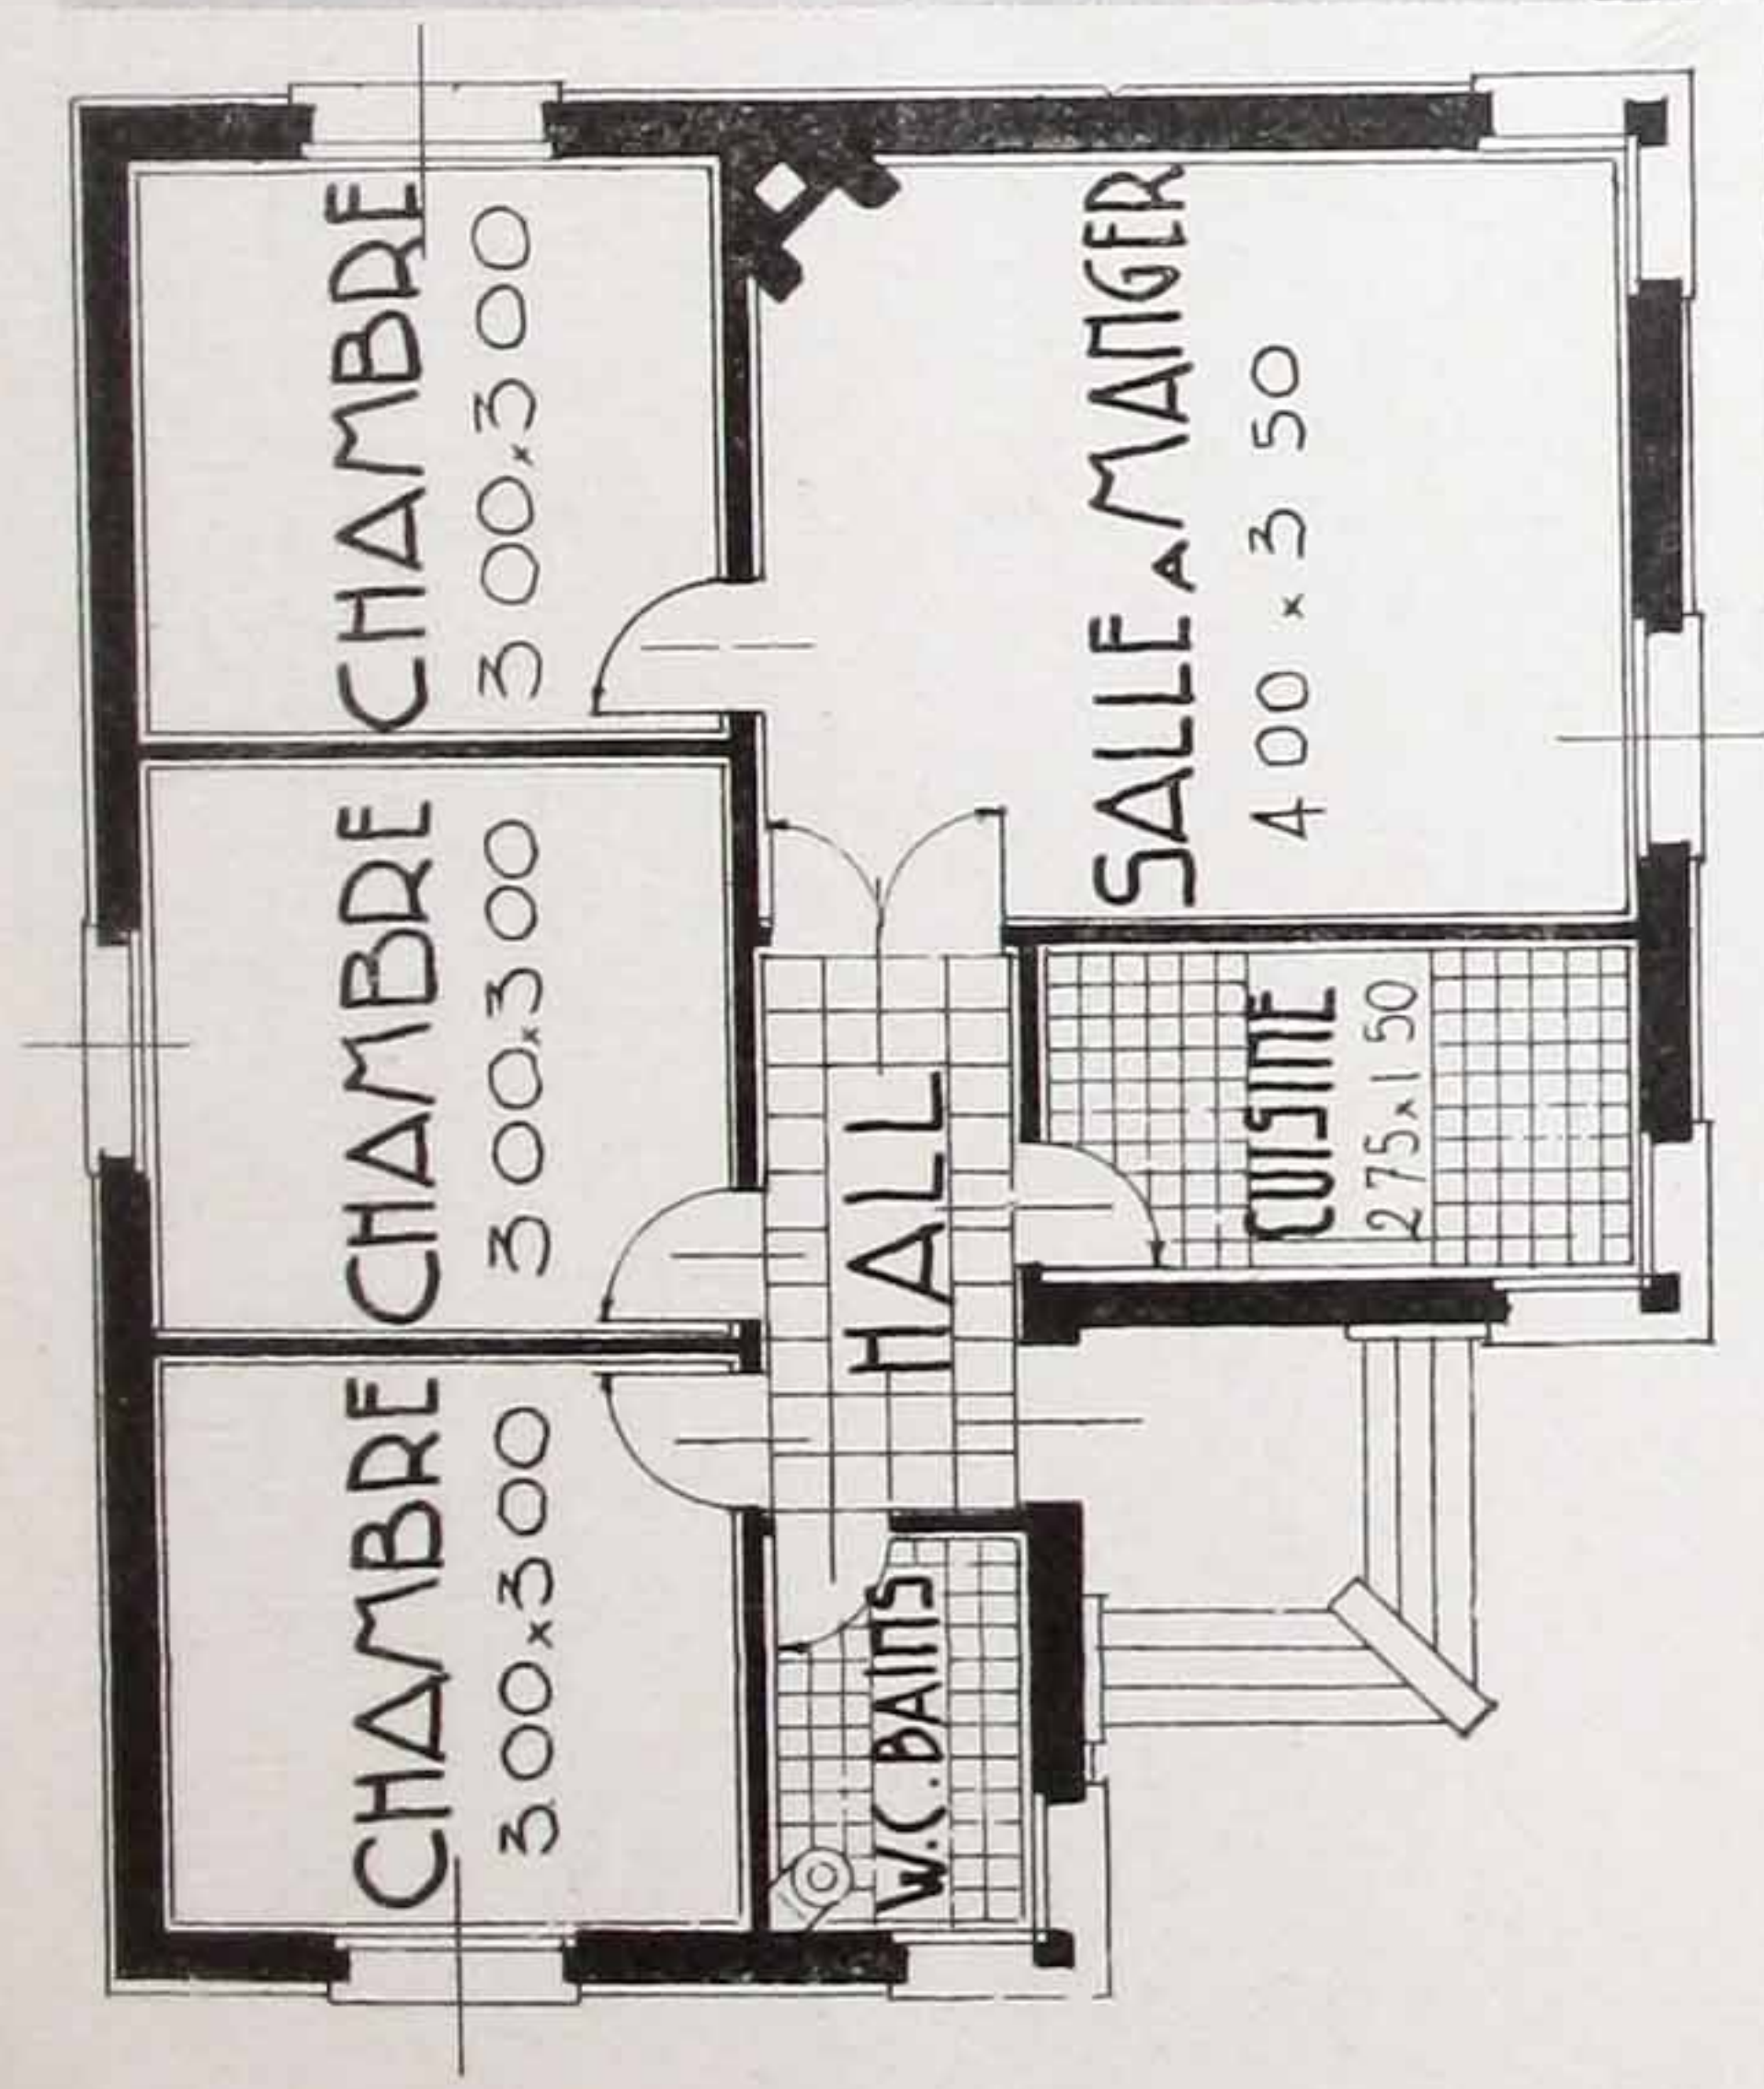 CHAMBRE
3 00 x 3 00
CHAMBRE
3 00 x 3 00
CHAMBRE
3 00 x 3 00
W.C. BAINS
HALL
SALLE A MANGER
4 00 x 3 50
CUISINE
2 75 x 1 50